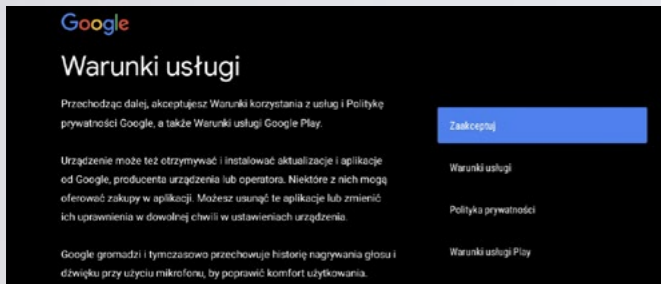 Google
Warunki usługi
Przechodząc dalej, akceptujesz Warunki korzystania z usług i Politykę
prywatności Google, a także Warunki usługi Google Play.
Urządzenie może też otrzymywać i instalować aktualizacje i aplikacje
od Google, producenta urządzenia lub operatora. Niektóre z nich mogą
oferować zakupy w aplikacji. Możesz usunąć te aplikacje lub zmienić
ich uprawnienia w dowolnej chwili w ustawieniach urządzenia.
Google gromadzi i tymczasowo przechowuje historię nagrywania głosu i
dźwięku przy użyciu mikrofonu, by poprawić komfort użytkowania.
Zaakceptuj
Warunki usługi
Polityka prywatności
Warunki usługi Play